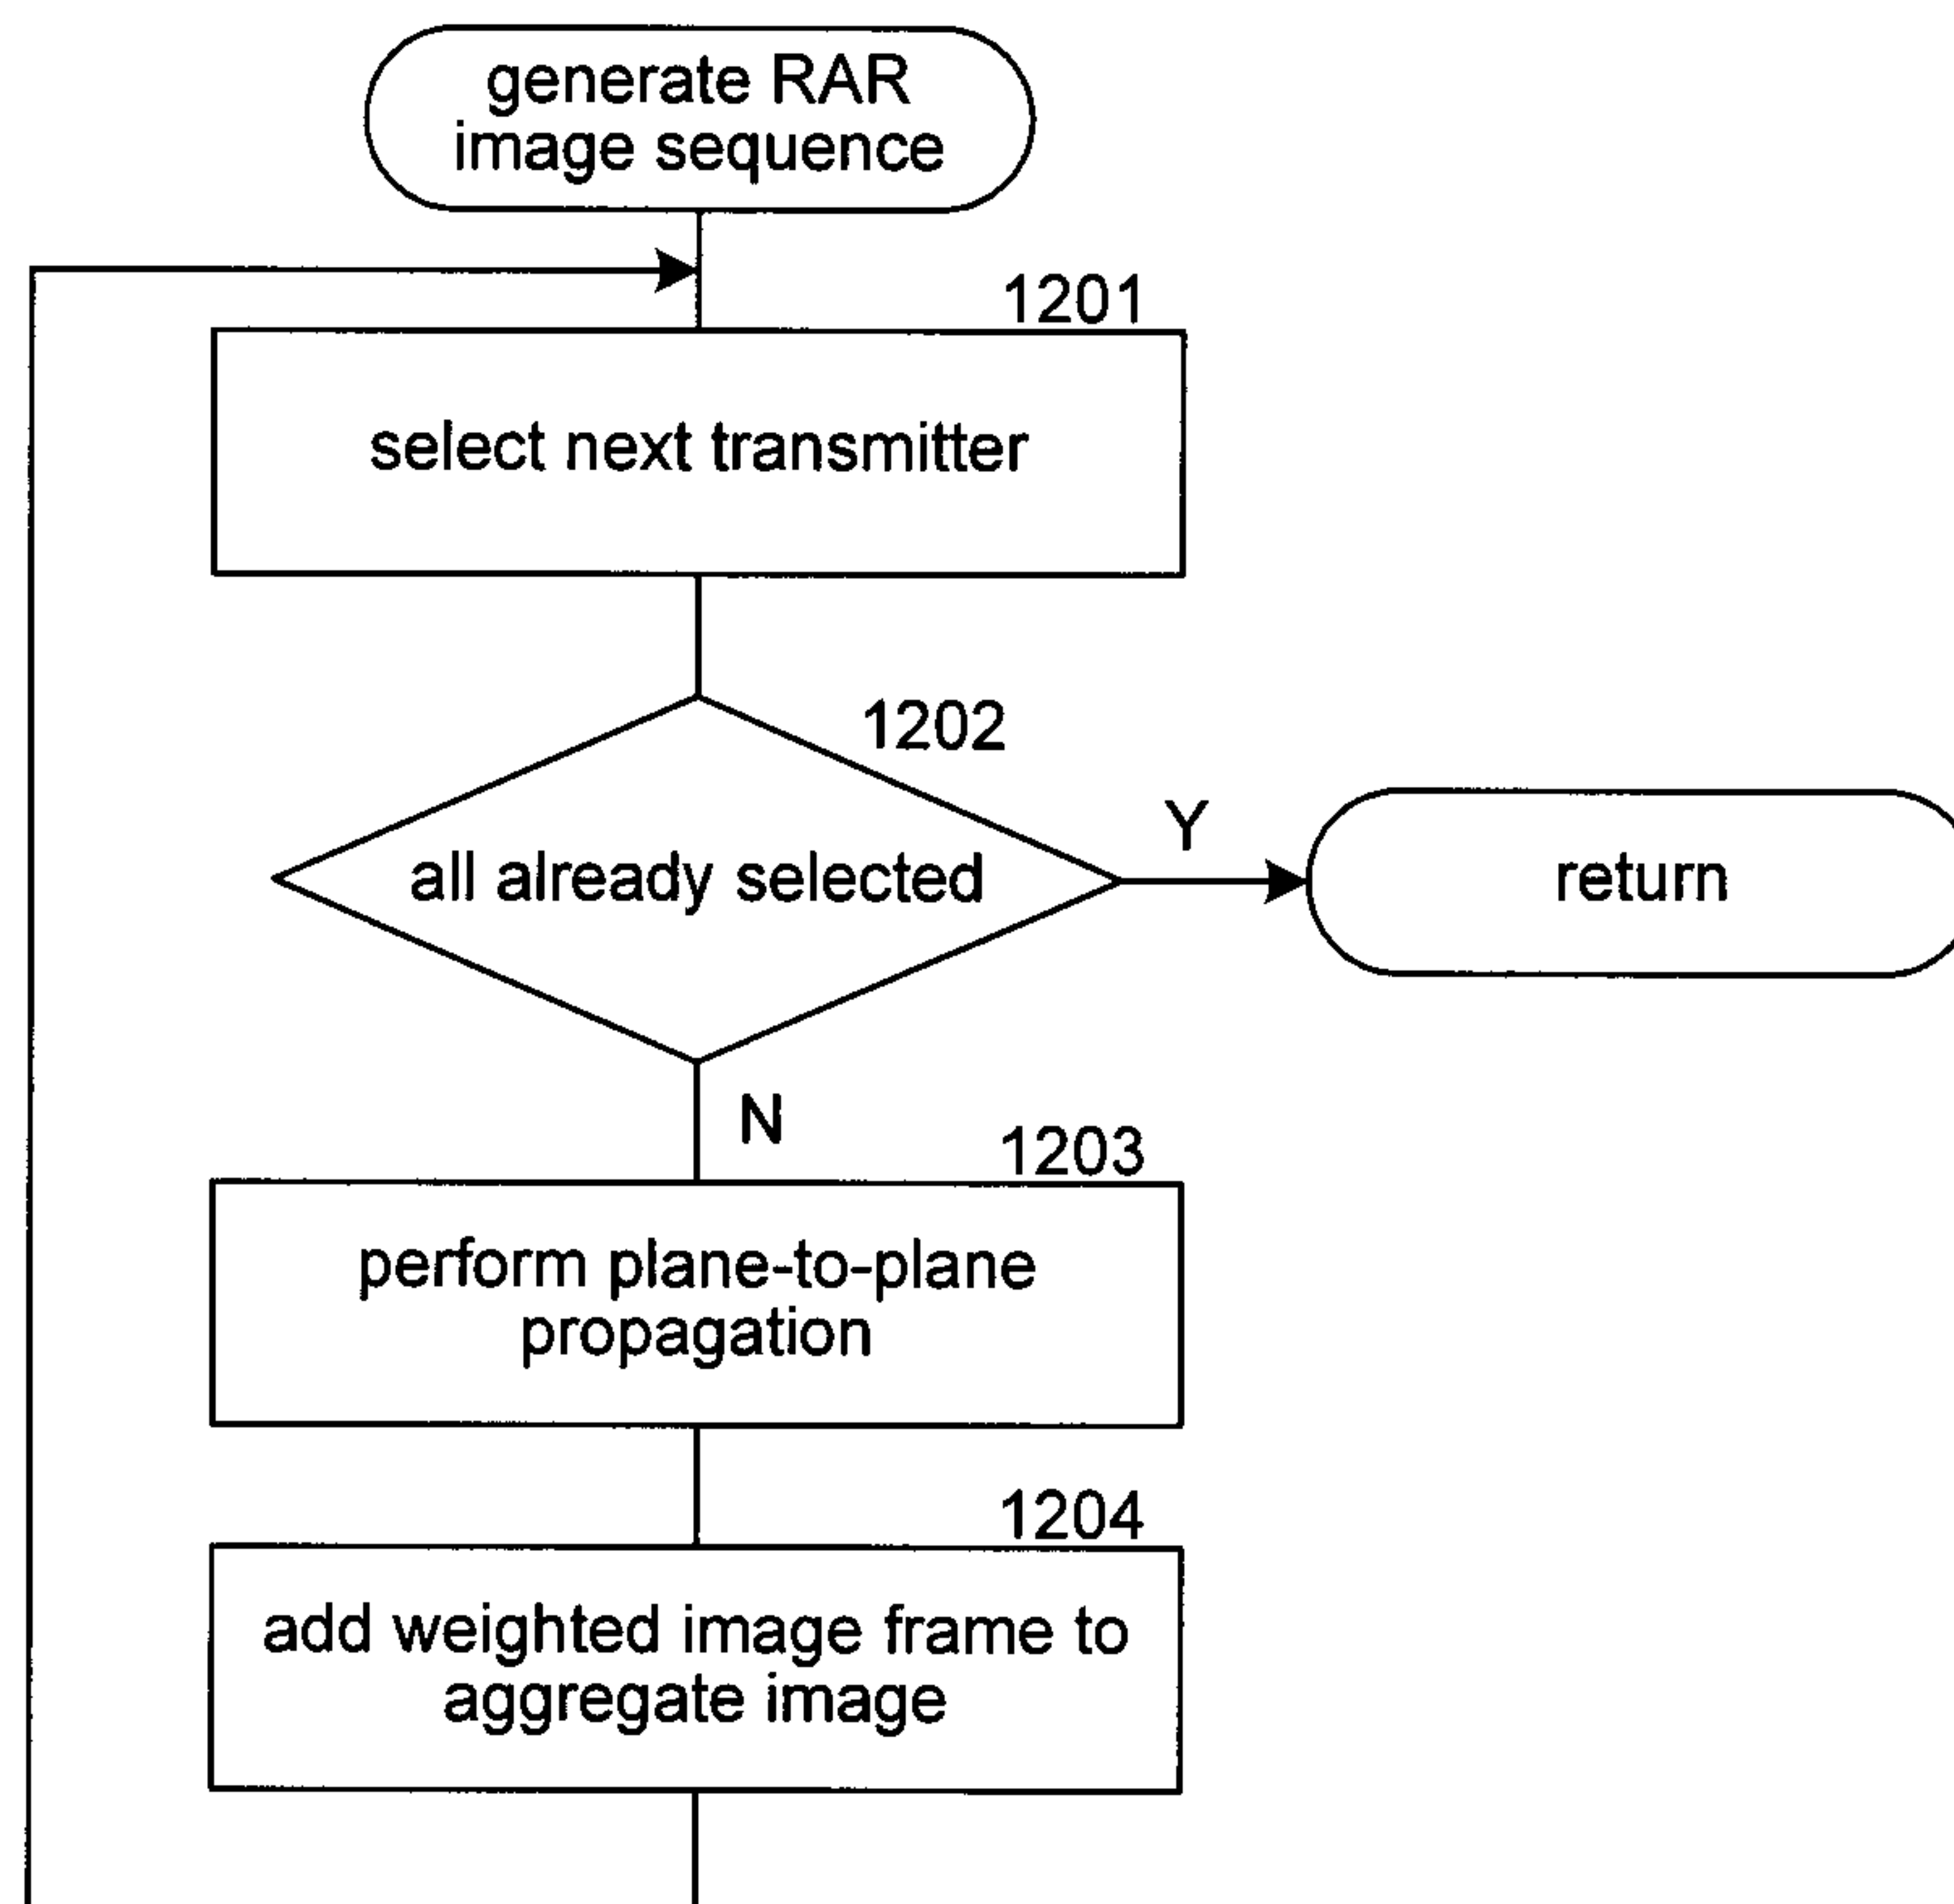 generate RAR
image sequence
1201
select next transmitter
1202
all already selected
Y
return
N
1203
perform plane-to-plane
propagation
1204
add weighted image frame to
aggregate image